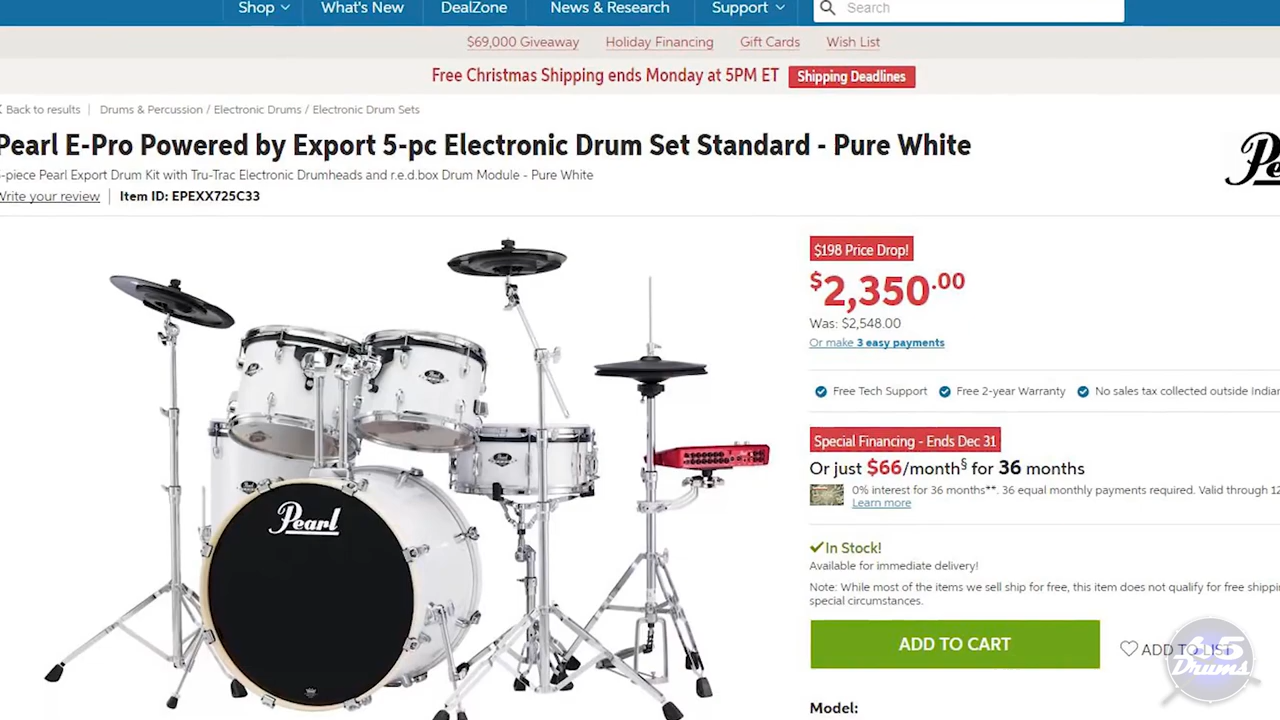 Shop
What's New
DealZone
News & Research
Support
Search
$69,000 Giveaway
Holiday Financing
Gift Cards
Wish List
Free Christmas Shipping ends Monday at 5PM ET
Shipping Deadlines
Back to results
Drums & Percussion / Electronic Drums / Electronic Drum Sets
Pearl E-Pro Powered by Export 5-pc Electronic Drum Set Standard - Pure White
-piece Pearl Export Drum Kit with Tru-Trac Electronic Drumheads and r.e.d.box Drum Module - Pure White
Write your review
Item ID: EPEXX725C33
Pe
$198 Price Drop!
$2,350.00
Was: $2,548.00
Or make 3 easy payments
Free Tech Support
Free 2-year Warranty
No sales tax collected outside Indian
Special Financing - Ends Dec 31
Or just $66/month§ for 36 months
0% interest for 36 months**. 36 equal monthly payments required. Valid through 12
Learn more
Pearl
In Stock!
Available for immediate delivery!
Note: While most of the items we sell ship for free, this item does not qualify for free shippi
special circumstances.
ADD TO CART
ADD TO LIST
6.5
Drums
Model: